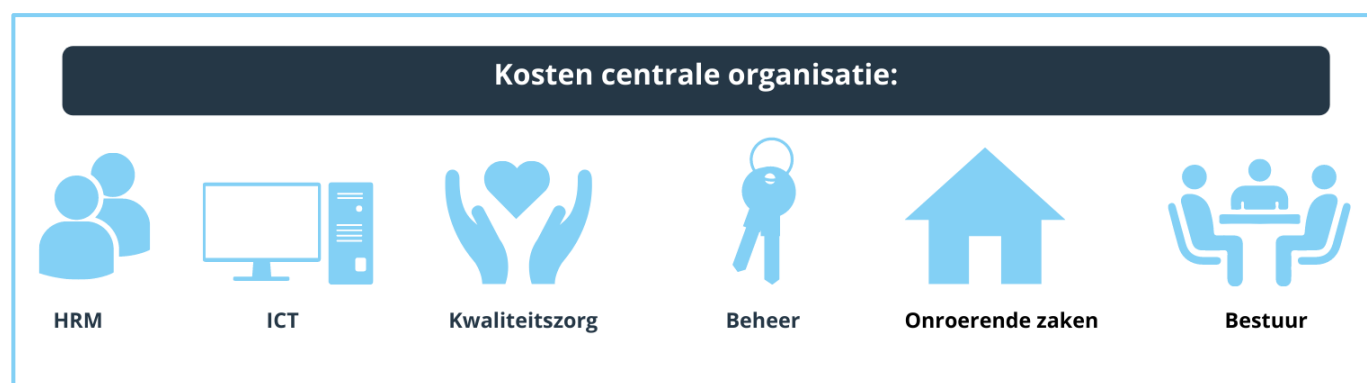 Kosten centrale organisatie:
HRM
ICT
Kwaliteitszorg
Beheer
Onroerende zaken
Bestuur